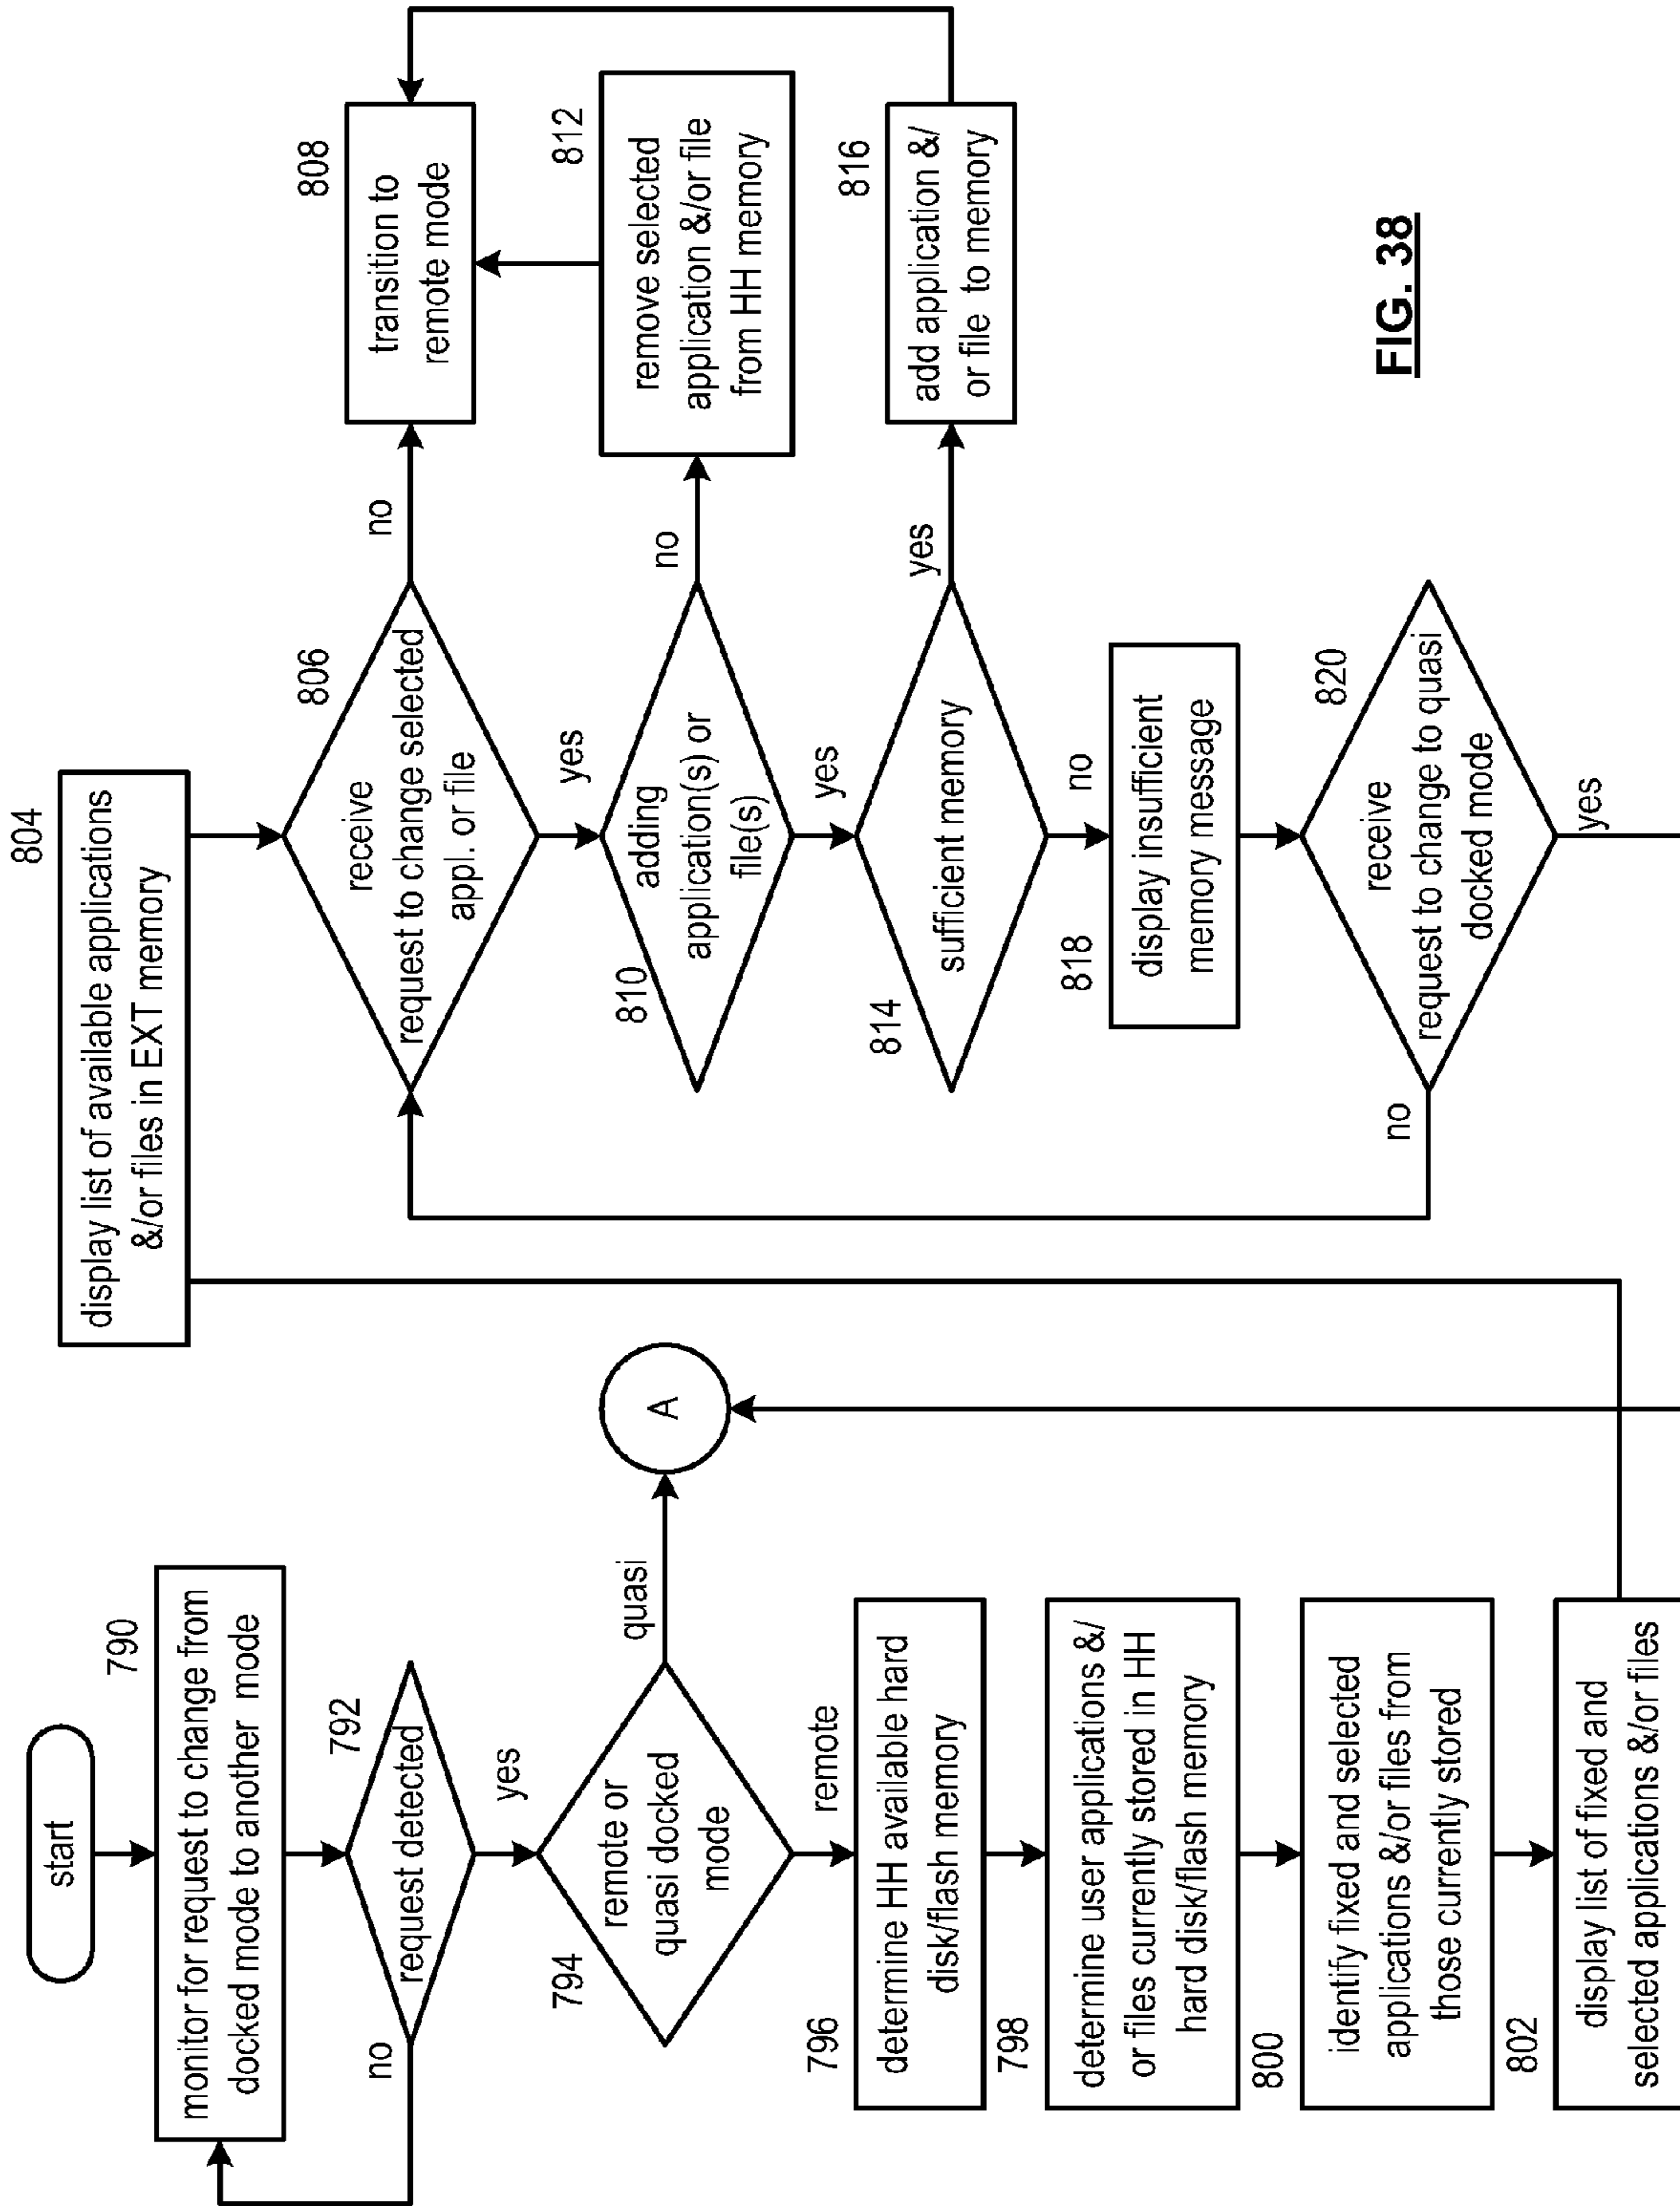 start
790
monitor for request to change from
docked mode to another mode
792
request detected
no
yes
794
remote or
quasi docked
mode
quasi
A
remote
796
determine HH available hard
disk/flash memory
798
determine user applications &/
or files currently stored in HH
hard disk/flash memory
800
identify fixed and selected
applications &/or files from
those currently stored
802
display list of fixed and
selected applications &/or files
804
display list of available applications
&/or files in EXT memory
806
receive
request to change selected
appl. or file
no
808
transition to
remote mode
yes
810
adding
application(s) or
file(s)
no
812
remove selected
application &/or file
from HH memory
yes
814
sufficient memory
yes
816
add application &/
or file to memory
no
818
display insufficient
memory message
820
receive
request to change to quasi
docked mode
no
yes
FIG. 38